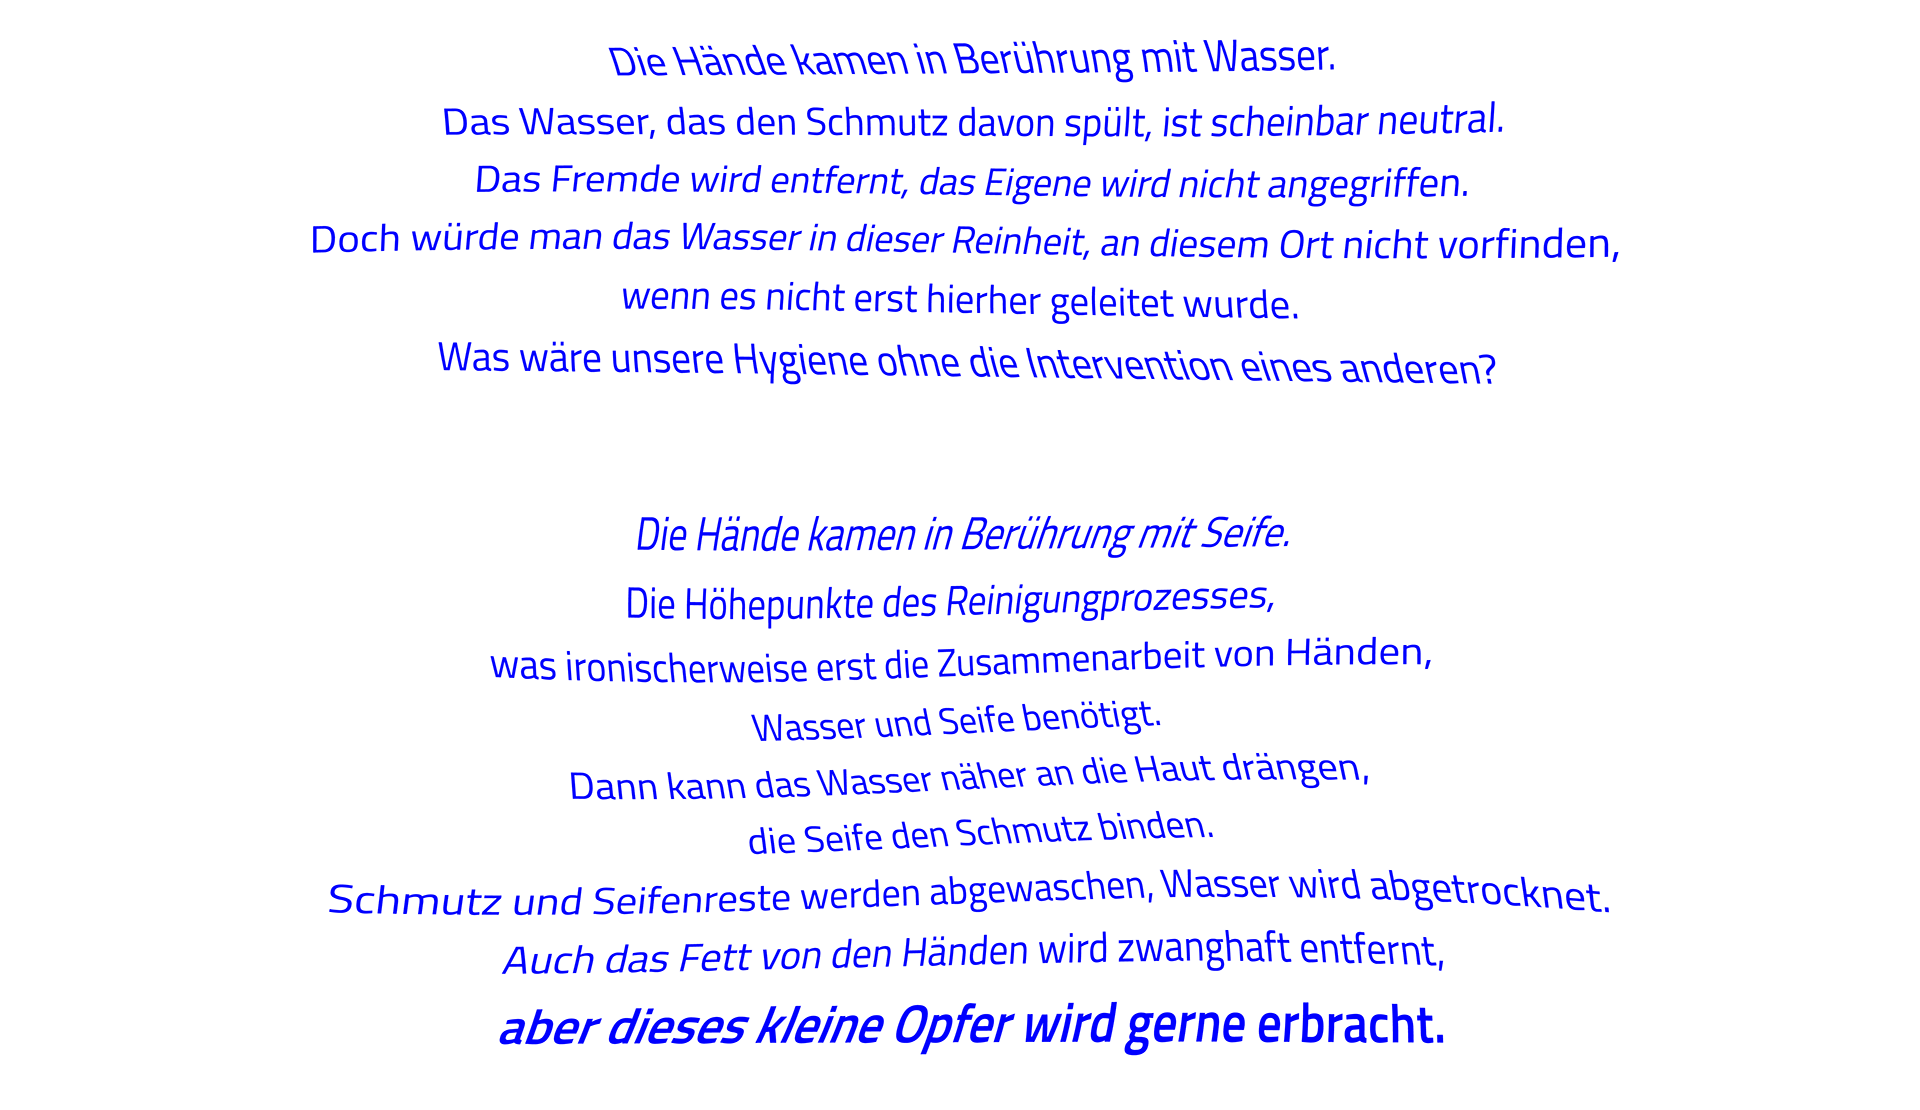 Die Hände kamen in Berührung mit Wasser.
Das Wasser, das den Schmutz davon spült, ist scheinbar neutral.
Das Fremde wird entfernt, das Eigene wird nicht angegriffen.
Doch würde man das Wasser in dieser Reinheit, an diesem Ort nicht vorfinden,
wenn es nicht erst hierher geleitet wurde.
Was wäre unsere Hygiene ohne die Intervention eines anderen?
Die Hände kamen in Berührung mit Seife.
Die Höhepunkte des Reinigungprozesses,
was ironischerweise erst die Zusammenarbeit von Händen,
Wasser und Seife benötigt.
Dann kann das Wasser näher an die Haut drängen,
die Seife den Schmutz binden.
Schmutz und Seifenreste werden abgewaschen, Wasser wird abgetrocknet.
Auch das Fett von den Händen wird zwanghaft entfernt,
aber dieses kleine Opfer wird gerne erbracht.